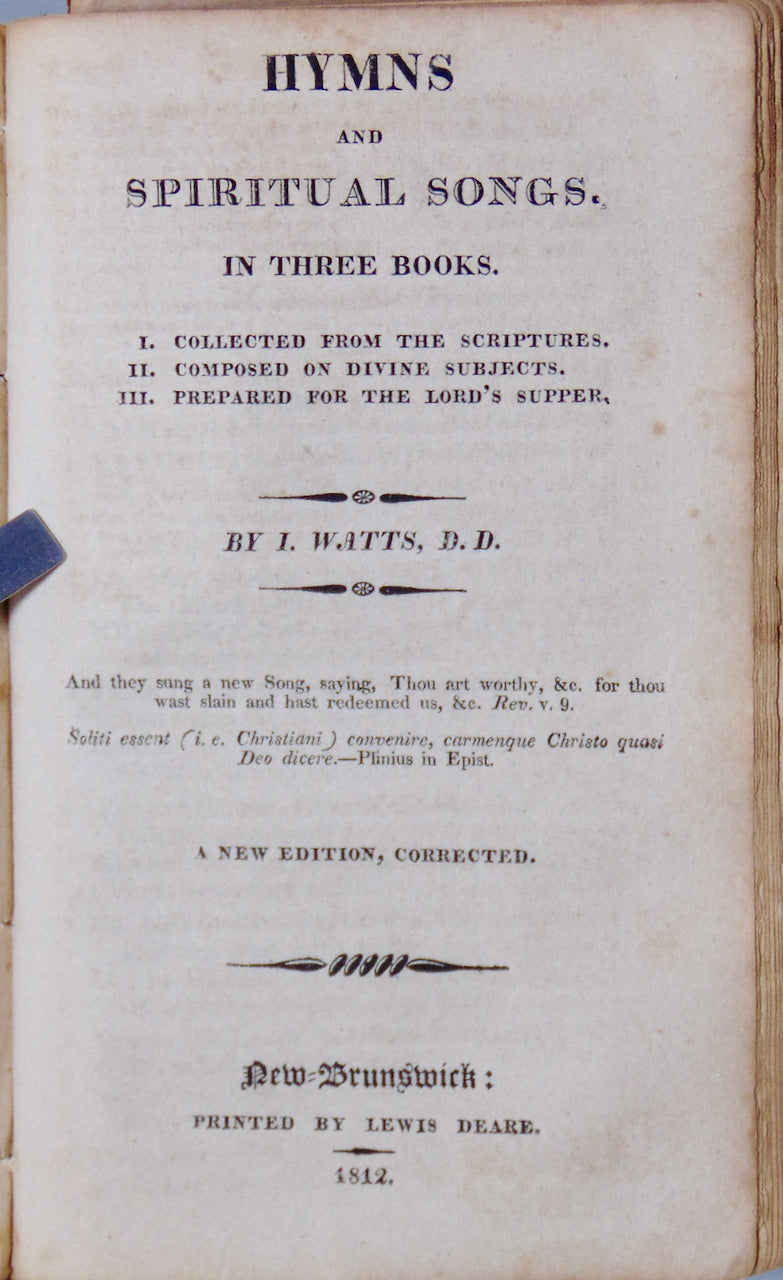 HYMNS
AND
SPIRITUAL SONGS.
IN THREE BOOKS.
I. COLLECTED FROM THE SCRIPTURES.
II. COMPOSED ON DIVINE SUBJECTS.
III. PREPARED FOR THE LORD'S SUPPER,
BY I. WATTS, D. D.
And they sung a new Song, saying, Thou art worthy, &c. for thou
wast slain and hast redeemed us, &c. Rev. v. 9.
Soliti essent (i. e. Christiani) convenire, carmenque Christo quasi
Deo dicere.—Plinius in Epist.
A NEW EDITION, CORRECTED.
New-Brunswick:
PRINTED BY LEWIS DEARE.
1812.